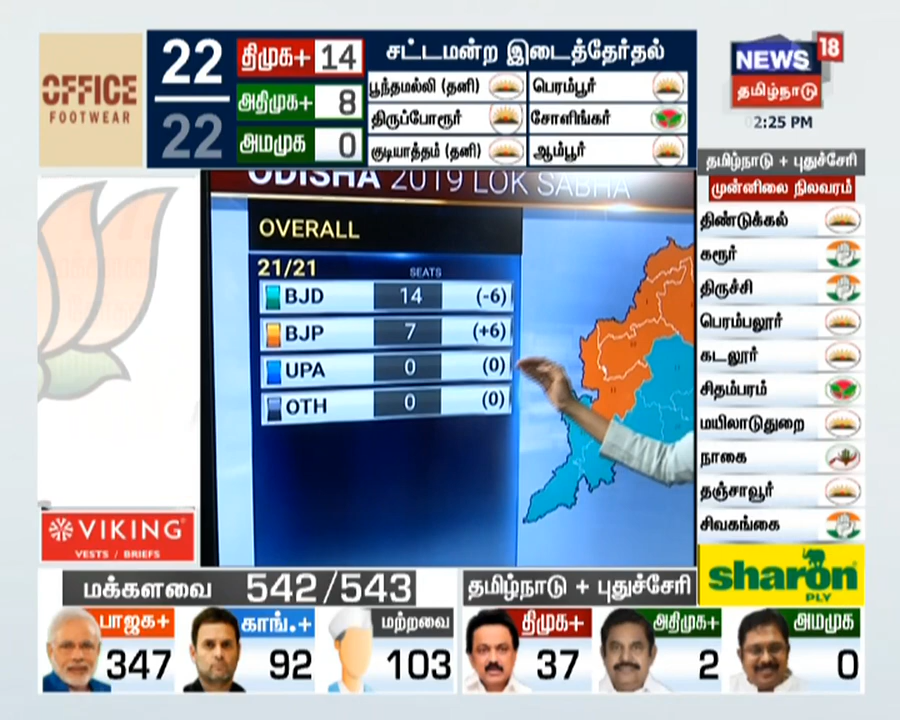 OFFICE
FOOTWEAR
22
22
திமுக+ 14
அதிமுக+ 8
அமமுக 0
சட்டமன்ற இடைத்தேர்தல்
பூந்தமல்லி (தனி) பெரம்பூர்
திருப்போரூர் சோளிங்கர்
குடியாத்தம் (தனி) ஆம்பூர்
NEWS 18
தமிழ்நாடு
02:25 PM
தமிழ்நாடு + புதுச்சேரி
முன்னிலை நிலவரம்
திண்டுக்கல்
கரூர்
திருச்சி
பெரம்பலூர்
கடலூர்
சிதம்பரம்
மயிலாடுதுறை
நாகை
தஞ்சாவூர்
சிவகங்கை
ODISHA 2019 LOK SABHA
OVERALL
21/21 SEATS
BJD 14 (-6)
BJP 7 (+6)
UPA 0 (0)
OTH 0 (0)
VIKING
VESTS / BRIEFS
sharon
PLY
மக்களவை 542/543
தமிழ்நாடு + புதுச்சேரி
பாஜக+ 347
காங்.+ 92
மற்றவை 103
திமுக+ 37
அதிமுக+ 2
அமமுக 0